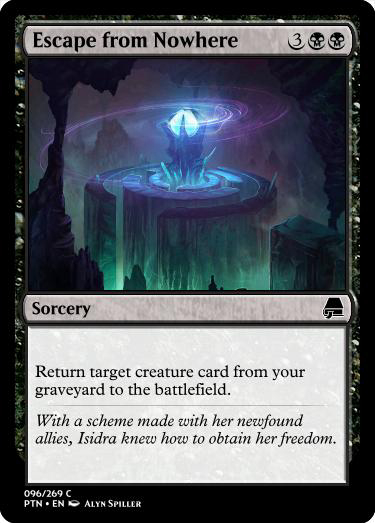 Escape from Nowhere 3
Sorcery
Return target creature card from your
graveyard to the battlefield.
With a scheme made with her newfound
allies, Isidra knew how to obtain her freedom.
096/269 C
PTN • EN Alyn Spiller